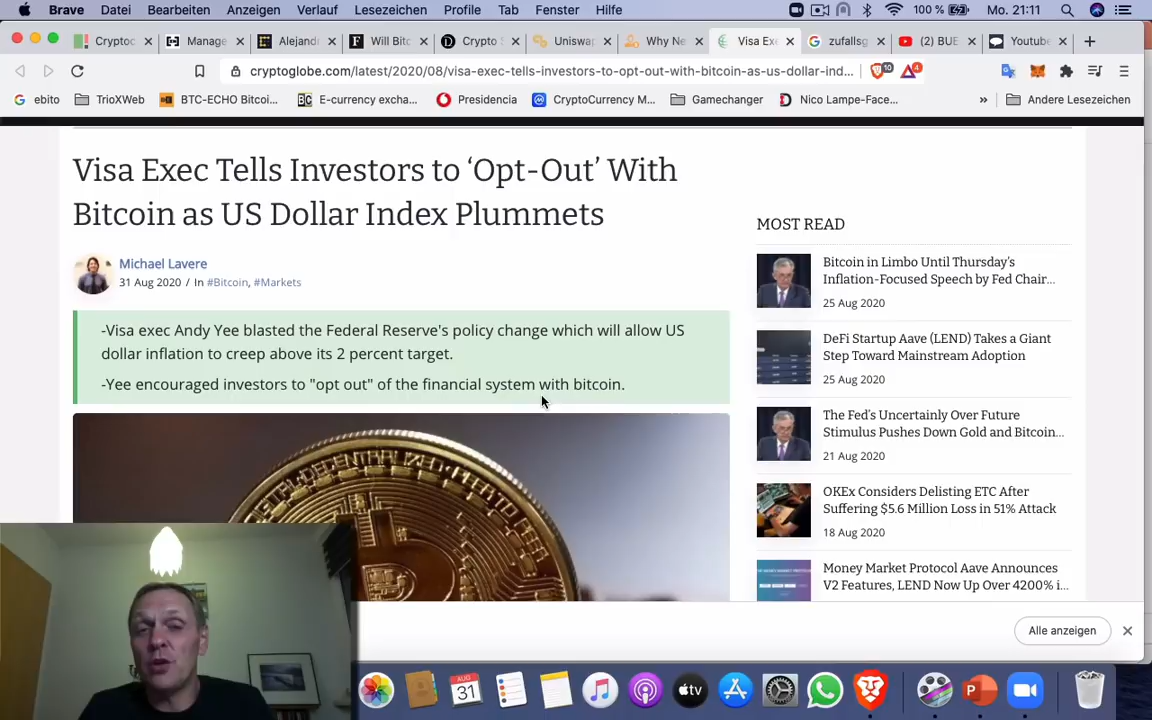 Brave Datei Bearbeiten Anzeigen Verlauf Lesezeichen Profile Tab Fenster Hilfe 100 % Mo. 21:11
Cryptoc Manage Alejand Will Bitc Crypto S Uniswa Why Ne Visa Exe zufallsg (2) BUE Youtube
cryptoglobe.com/latest/2020/08/visa-exec-tells-investors-to-opt-out-with-bitcoin-as-us-dollar-ind... 10 4
ebito TrioXWeb BTC-ECHO Bitcoi... E-currency excha... Presidencia CryptoCurrency M... Gamechanger Nico Lampe-Face... » Andere Lesezeichen
Visa Exec Tells Investors to ‘Opt-Out’ With
Bitcoin as US Dollar Index Plummets
Michael Lavere
31 Aug 2020 / In #Bitcoin, #Markets
-Visa exec Andy Yee blasted the Federal Reserve's policy change which will allow US
dollar inflation to creep above its 2 percent target.
-Yee encouraged investors to "opt out" of the financial system with bitcoin.
MOST READ
Bitcoin in Limbo Until Thursday’s
Inflation-Focused Speech by Fed Chair...
25 Aug 2020
DeFi Startup Aave (LEND) Takes a Giant
Step Toward Mainstream Adoption
25 Aug 2020
The Fed’s Uncertainly Over Future
Stimulus Pushes Down Gold and Bitcoin...
21 Aug 2020
OKEx Considers Delisting ETC After
Suffering $5.6 Million Loss in 51% Attack
18 Aug 2020
Money Market Protocol Aave Announces
V2 Features, LEND Now Up Over 4200% i...
DECENTRALIZED
Alle anzeigen
AUG
31
tv